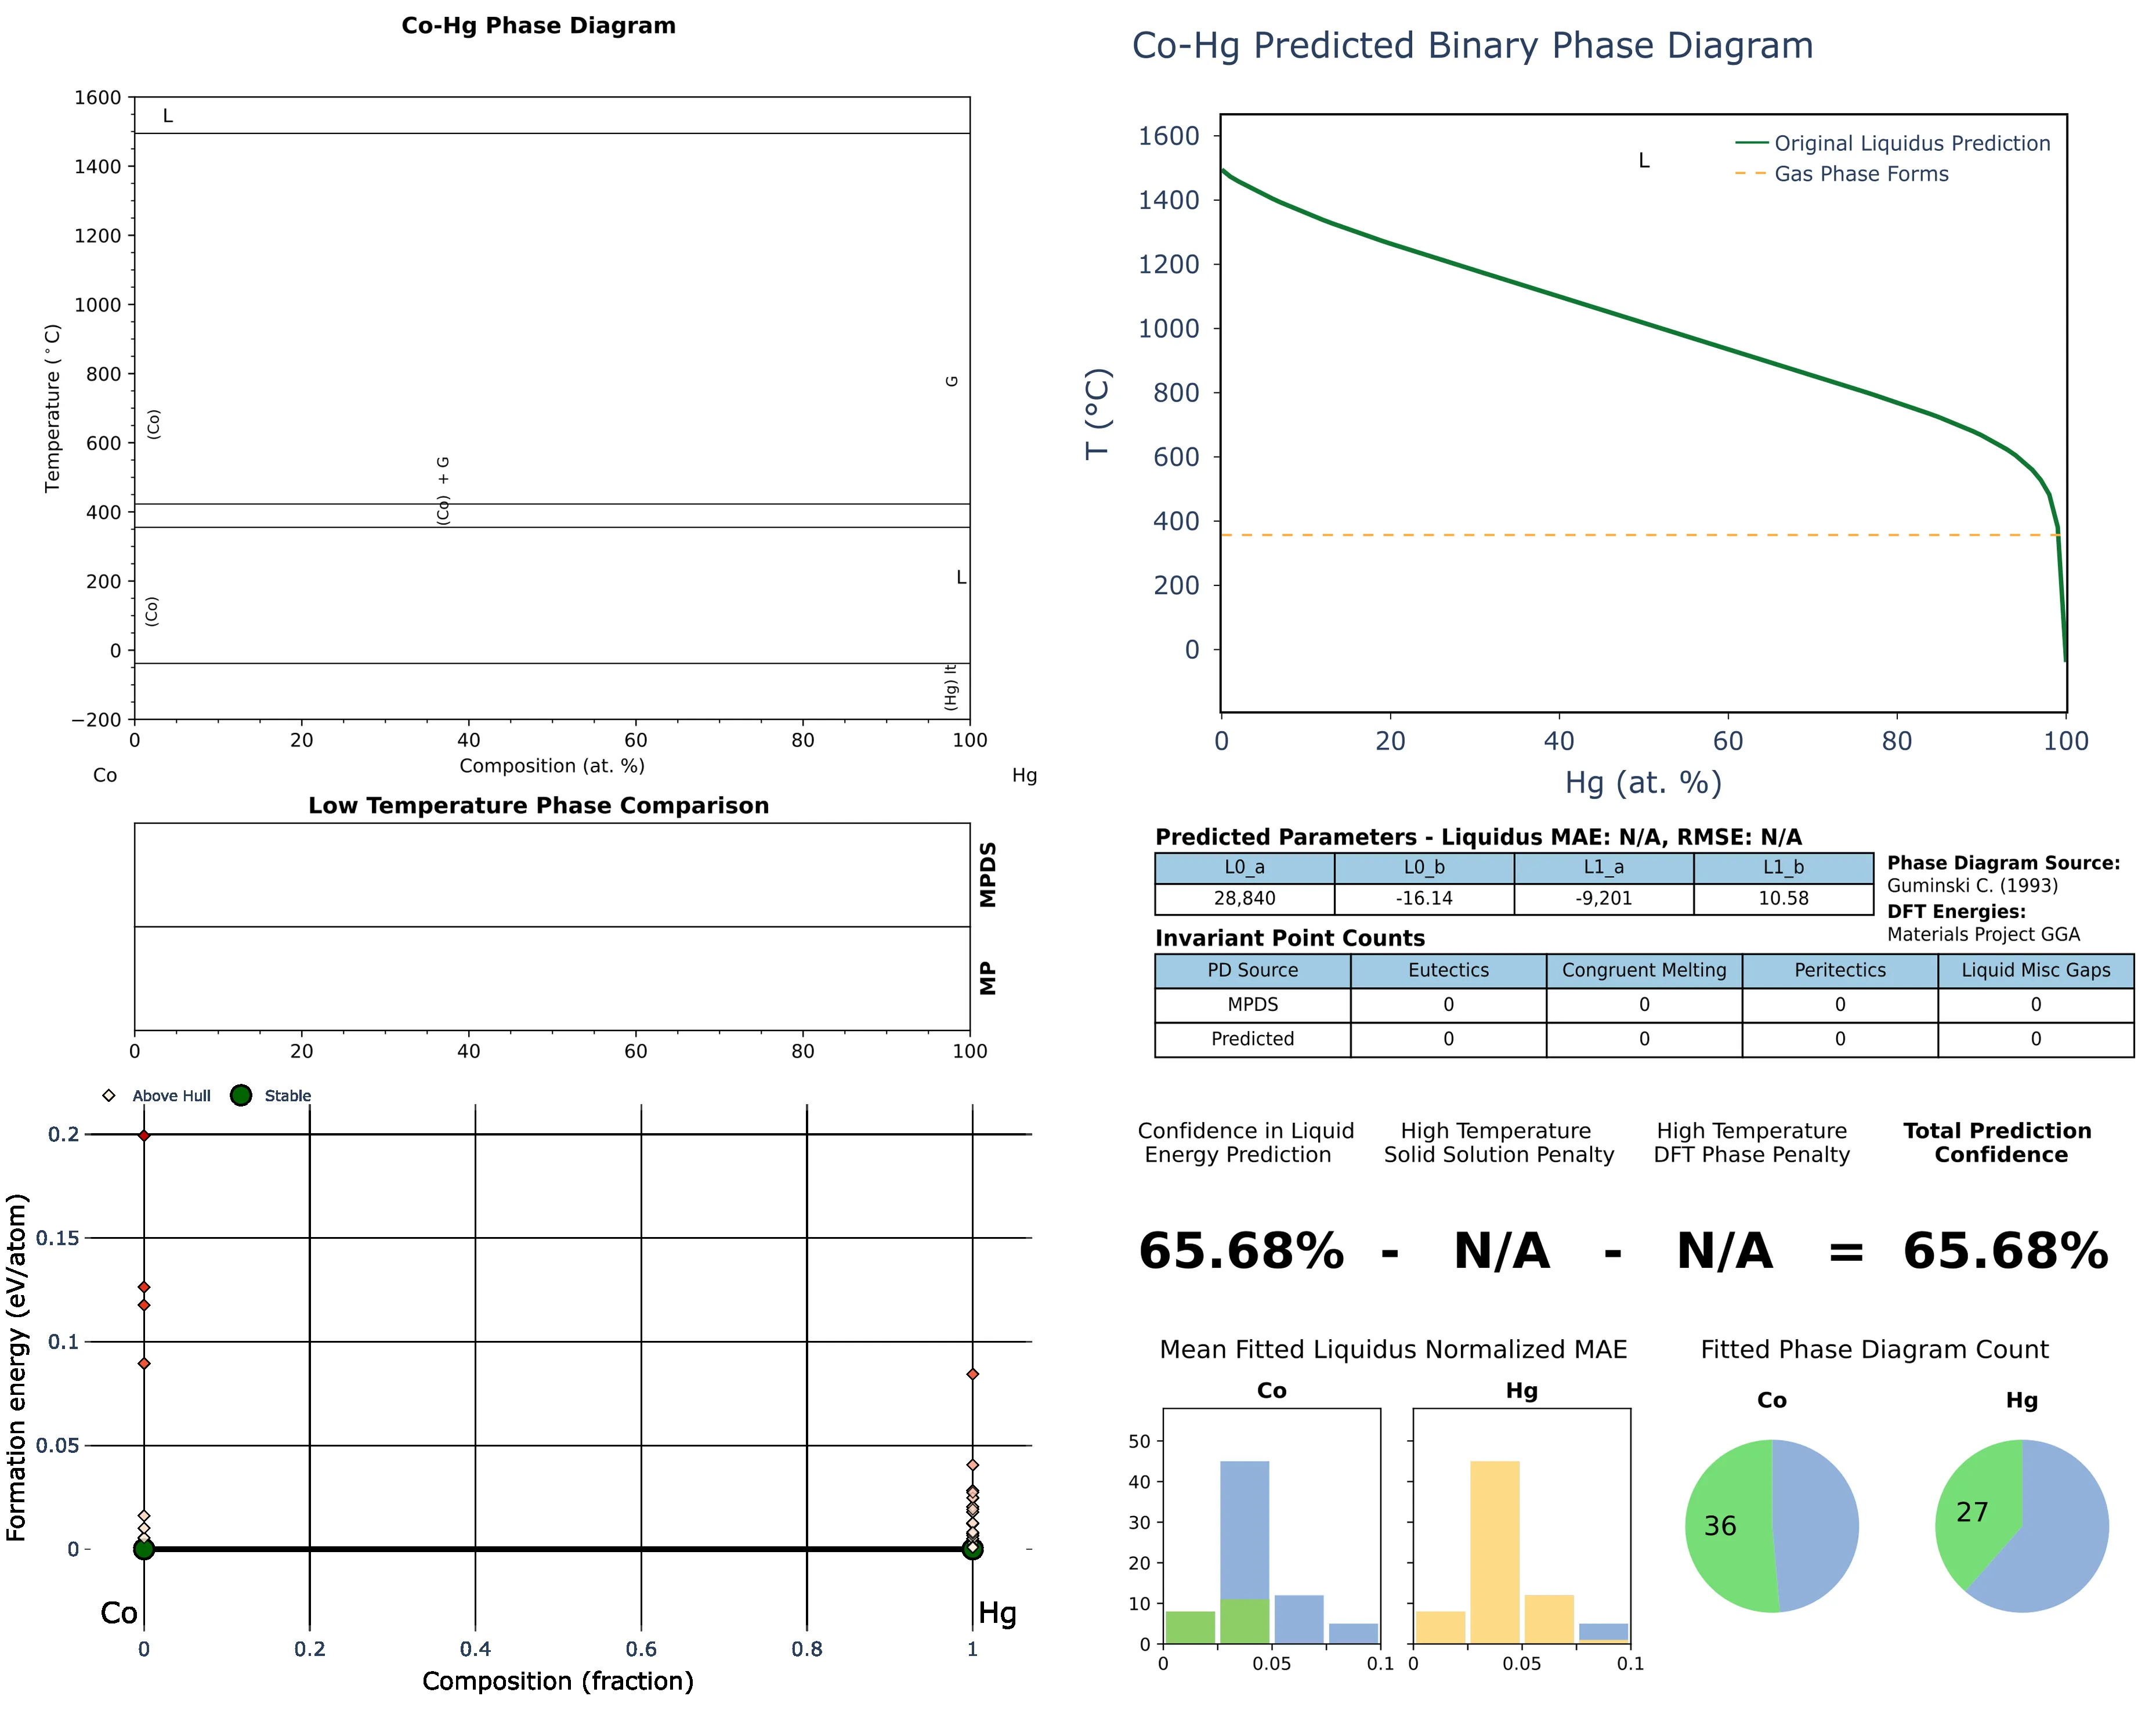 Co-Hg Phase Diagram
1600
1400
1200
1000
800
600
400
200
0
−200
Temperature (°C)
L
(Co)
(Co) + G
G
(Co)
L
(Hg) lt
0 20 40 60 80 100
Composition (at. %)
Co Hg
Low Temperature Phase Comparison
MPDS
MP
0 20 40 60 80 100
Above Hull Stable
0.2
0.15
0.1
0.05
0
Formation energy (eV/atom)
Co Hg
0 0.2 0.4 0.6 0.8 1
Composition (fraction)
Co-Hg Predicted Binary Phase Diagram
1600
1400
1200
1000
800
600
400
200
0
T (°C)
L
Original Liquidus Prediction
Gas Phase Forms
0 20 40 60 80 100
Hg (at. %)
Predicted Parameters - Liquidus MAE: N/A, RMSE: N/A
L0_a L0_b L1_a L1_b
28,840 -16.14 -9,201 10.58
Phase Diagram Source:
Guminski C. (1993)
DFT Energies:
Materials Project GGA
Invariant Point Counts
PD Source Eutectics Congruent Melting Peritectics Liquid Misc Gaps
MPDS 0 0 0 0
Predicted 0 0 0 0
Confidence in Liquid
Energy Prediction
High Temperature
Solid Solution Penalty
High Temperature
DFT Phase Penalty
Total Prediction
Confidence
65.68% - N/A - N/A = 65.68%
Mean Fitted Liquidus Normalized MAE
Co Hg
50
40
30
20
10
0
0 0.05 0.1 0 0.05 0.1
Fitted Phase Diagram Count
Co Hg
36 27